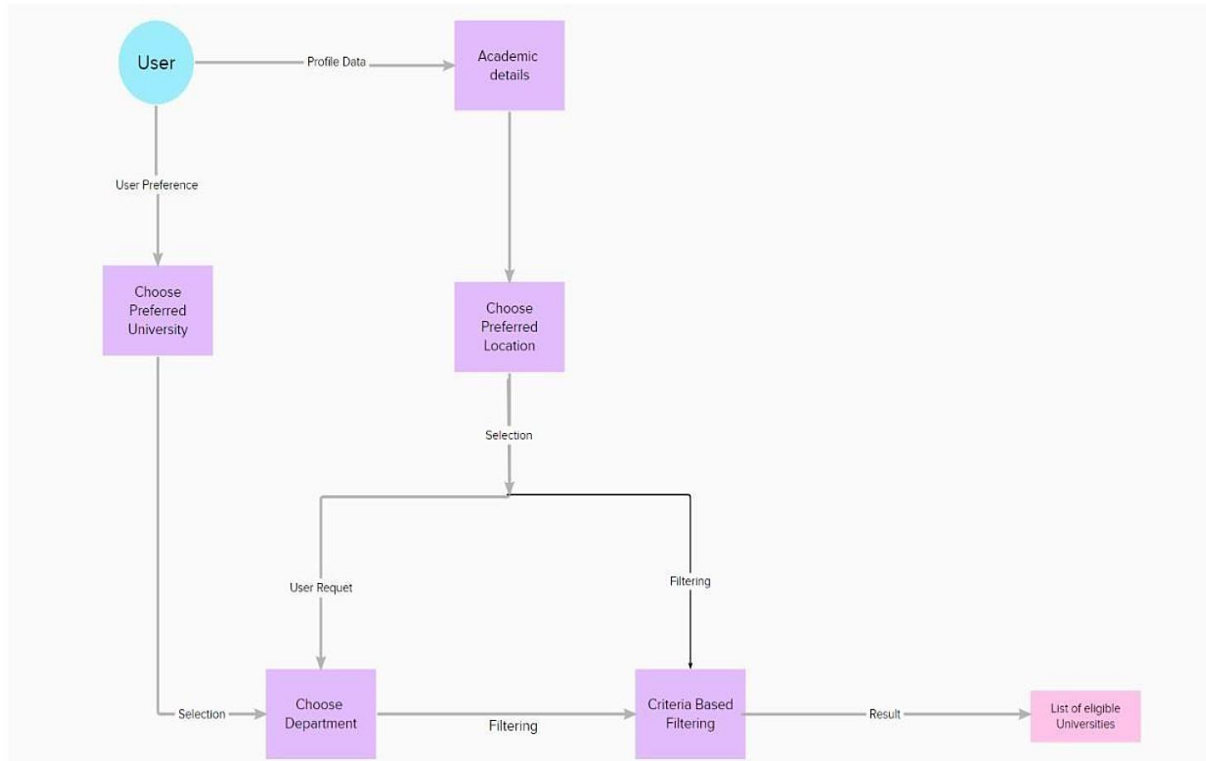 User
Profile Data
Academic
details
User Preference
Choose
Preferred
University
Choose
Preferred
Location
Selection
User Requet
Filtering
Selection
Choose
Department
Filtering
Criteria Based
Filtering
Result
List of eligible
Universities